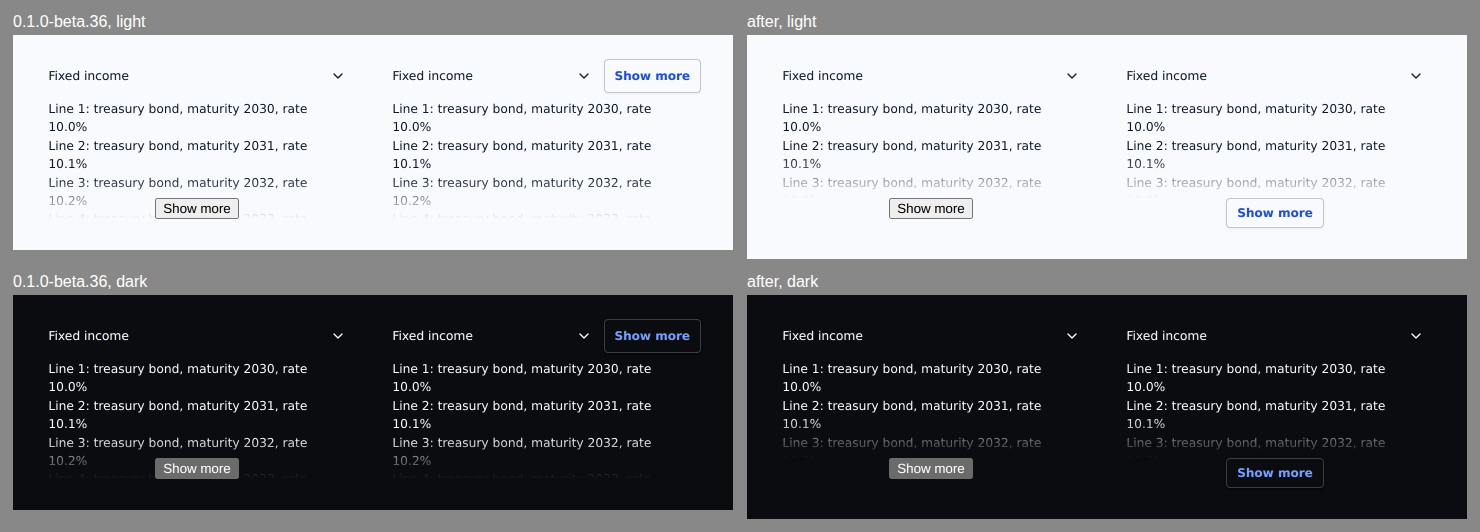 0.1.0-beta.36, light
Fixed income
Line 1: treasury bond, maturity 2030, rate
10.0%
Line 2: treasury bond, maturity 2031, rate
10.1%
Line 3: treasury bond, maturity 2032, rate
10.2%
Show more
Fixed income
Show more
Line 1: treasury bond, maturity 2030, rate
10.0%
Line 2: treasury bond, maturity 2031, rate
10.1%
Line 3: treasury bond, maturity 2032, rate
10.2%
after, light
Fixed income
Line 1: treasury bond, maturity 2030, rate
10.0%
Line 2: treasury bond, maturity 2031, rate
10.1%
Line 3: treasury bond, maturity 2032, rate
Show more
Fixed income
Line 1: treasury bond, maturity 2030, rate
10.0%
Line 2: treasury bond, maturity 2031, rate
10.1%
Line 3: treasury bond, maturity 2032, rate
Show more
0.1.0-beta.36, dark
Fixed income
Line 1: treasury bond, maturity 2030, rate
10.0%
Line 2: treasury bond, maturity 2031, rate
10.1%
Line 3: treasury bond, maturity 2032, rate
10.2%
Show more
Fixed income
Show more
Line 1: treasury bond, maturity 2030, rate
10.0%
Line 2: treasury bond, maturity 2031, rate
10.1%
Line 3: treasury bond, maturity 2032, rate
10.2%
after, dark
Fixed income
Line 1: treasury bond, maturity 2030, rate
10.0%
Line 2: treasury bond, maturity 2031, rate
10.1%
Line 3: treasury bond, maturity 2032, rate
Show more
Fixed income
Line 1: treasury bond, maturity 2030, rate
10.0%
Line 2: treasury bond, maturity 2031, rate
10.1%
Line 3: treasury bond, maturity 2032, rate
Show more